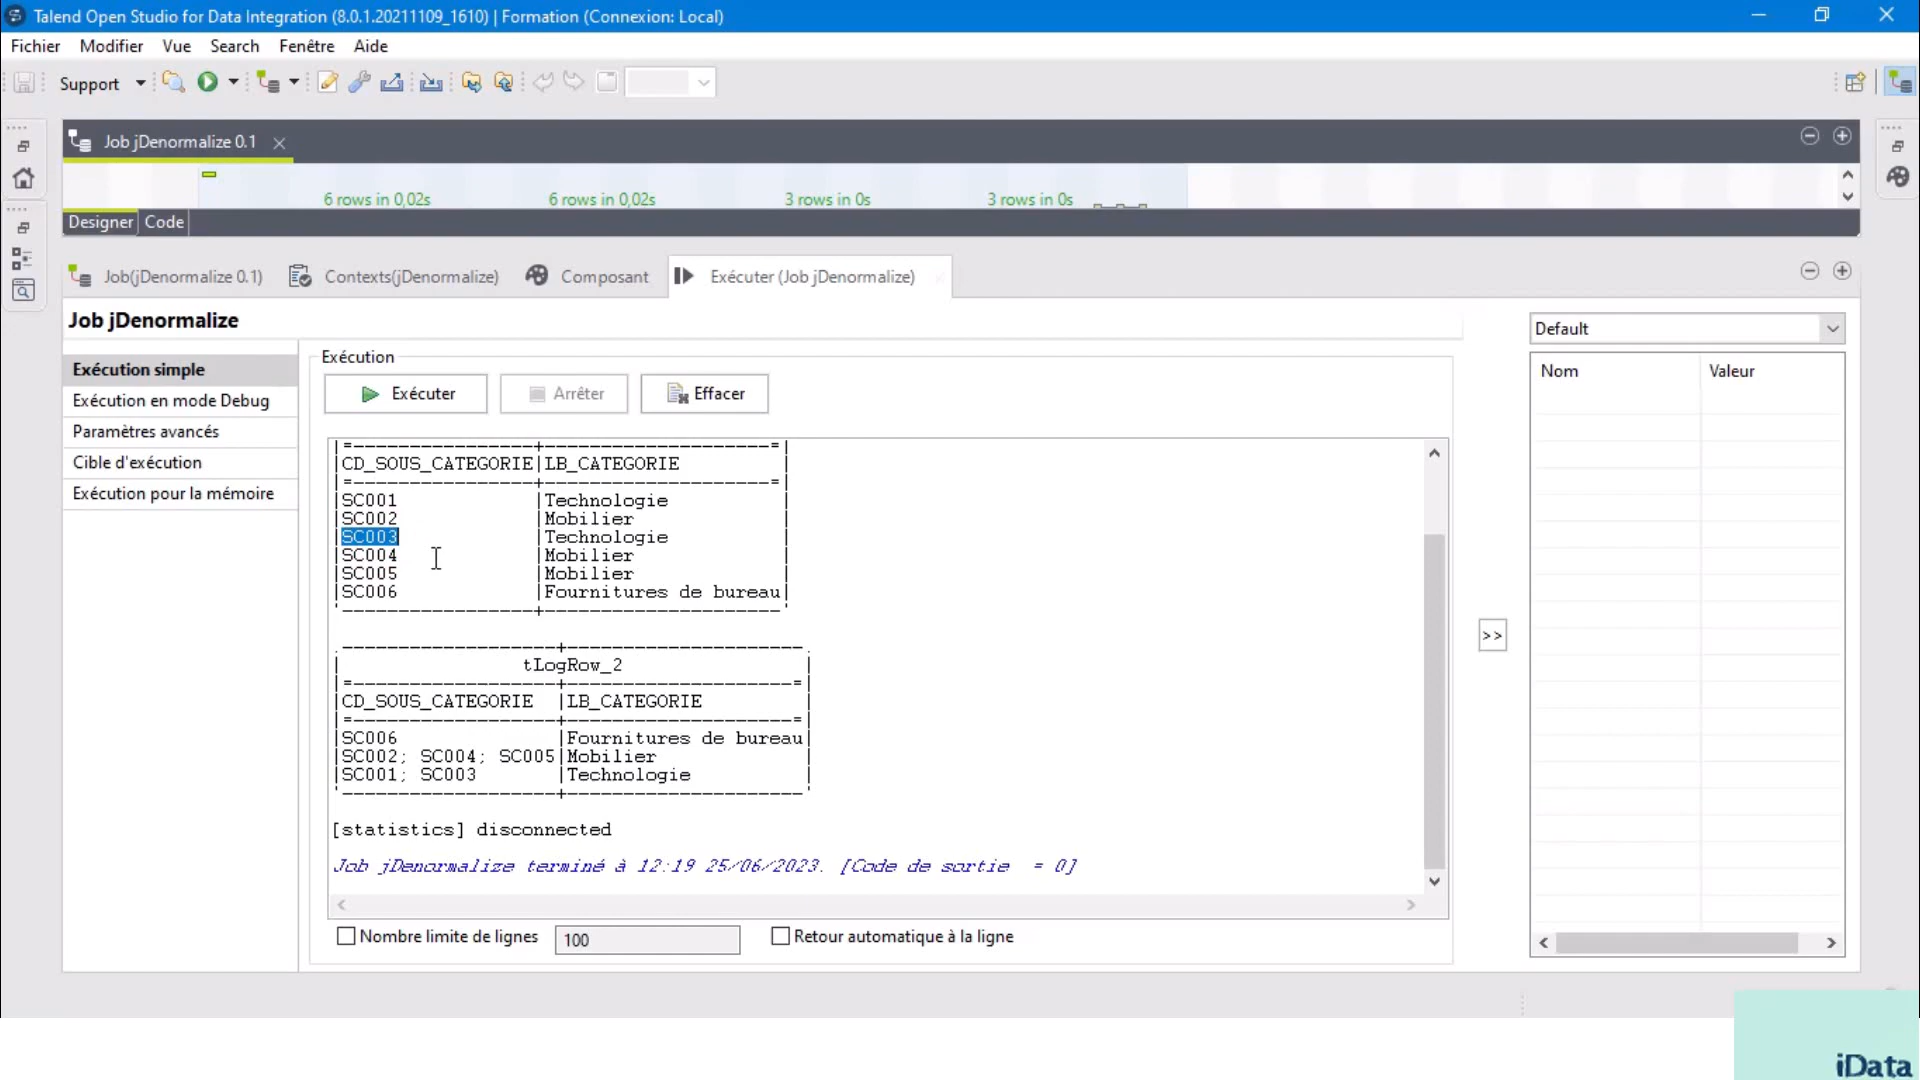 Talend Open Studio for Data Integration (8.0.1.20211109_1610) | Formation (Connexion: Local)
Fichier Modifier Vue Search Fenêtre Aide
Support
Job jDenormalize 0.1
6 rows in 0,02s 6 rows in 0,02s 3 rows in 0s 3 rows in 0s
Designer Code
Job(jDenormalize 0.1) Contexts(jDenormalize) Composant Exécuter (Job jDenormalize)
Job jDenormalize
Default
Exécution simple
Exécution en mode Debug
Paramètres avancés
Cible d'exécution
Exécution pour la mémoire
Exécution
Exécuter Arrêter Effacer
|=-----------------+--------------------=|
|CD_SOUS_CATEGORIE|LB_CATEGORIE |
|=-----------------+--------------------=|
|SC001 |Technologie |
|SC002 |Mobilier |
|SC003 |Technologie |
|SC004 |Mobilier |
|SC005 |Mobilier |
|SC006 |Fournitures de bureau|
'-----------------+---------------------'
.-------------------+---------------------.
| tLogRow_2 |
|=-------------------+--------------------=|
|CD_SOUS_CATEGORIE |LB_CATEGORIE |
|=-------------------+--------------------=|
|SC006 |Fournitures de bureau|
|SC002; SC004; SC005|Mobilier |
|SC001; SC003 |Technologie |
'-------------------+---------------------'
[statistics] disconnected
Job jDenormalize terminé à 12:19 25/06/2023. [Code de sortie = 0]
Nombre limite de lignes 100 Retour automatique à la ligne
>>
Nom Valeur
iData